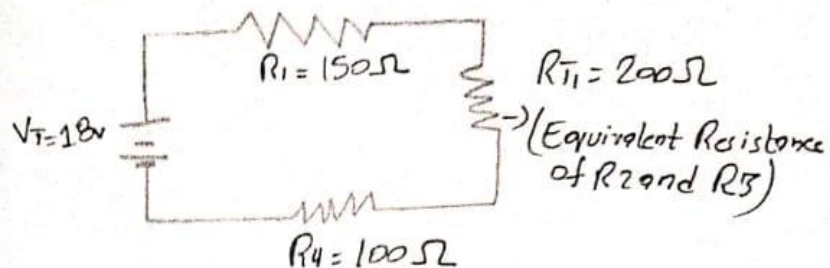 R1 = 150Ω
RT1 = 200Ω
VT=18v
→(Equivalent Resistance
of R2 and R3)
R4 = 100Ω